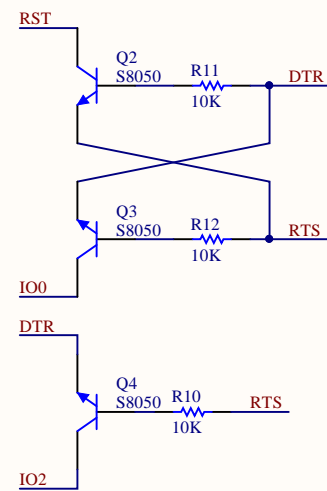 RST
Q2
S8050
R11
10K
DTR
Q3
S8050
R12
10K
RTS
IO0
DTR
Q4
S8050
R10
10K
RTS
IO2